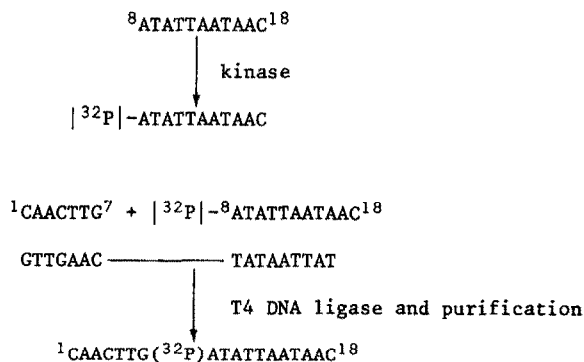 ⁸ATATTAATAAC¹⁸
kinase
|³²P|-ATATTAATAAC
¹CAACTTG⁷ + |³²P|-⁸ATATTAATAAC¹⁸
GTTGAAC TATAATTAT
T4 DNA ligase and purification
¹CAACTTG(³²P)ATATTAATAAC¹⁸